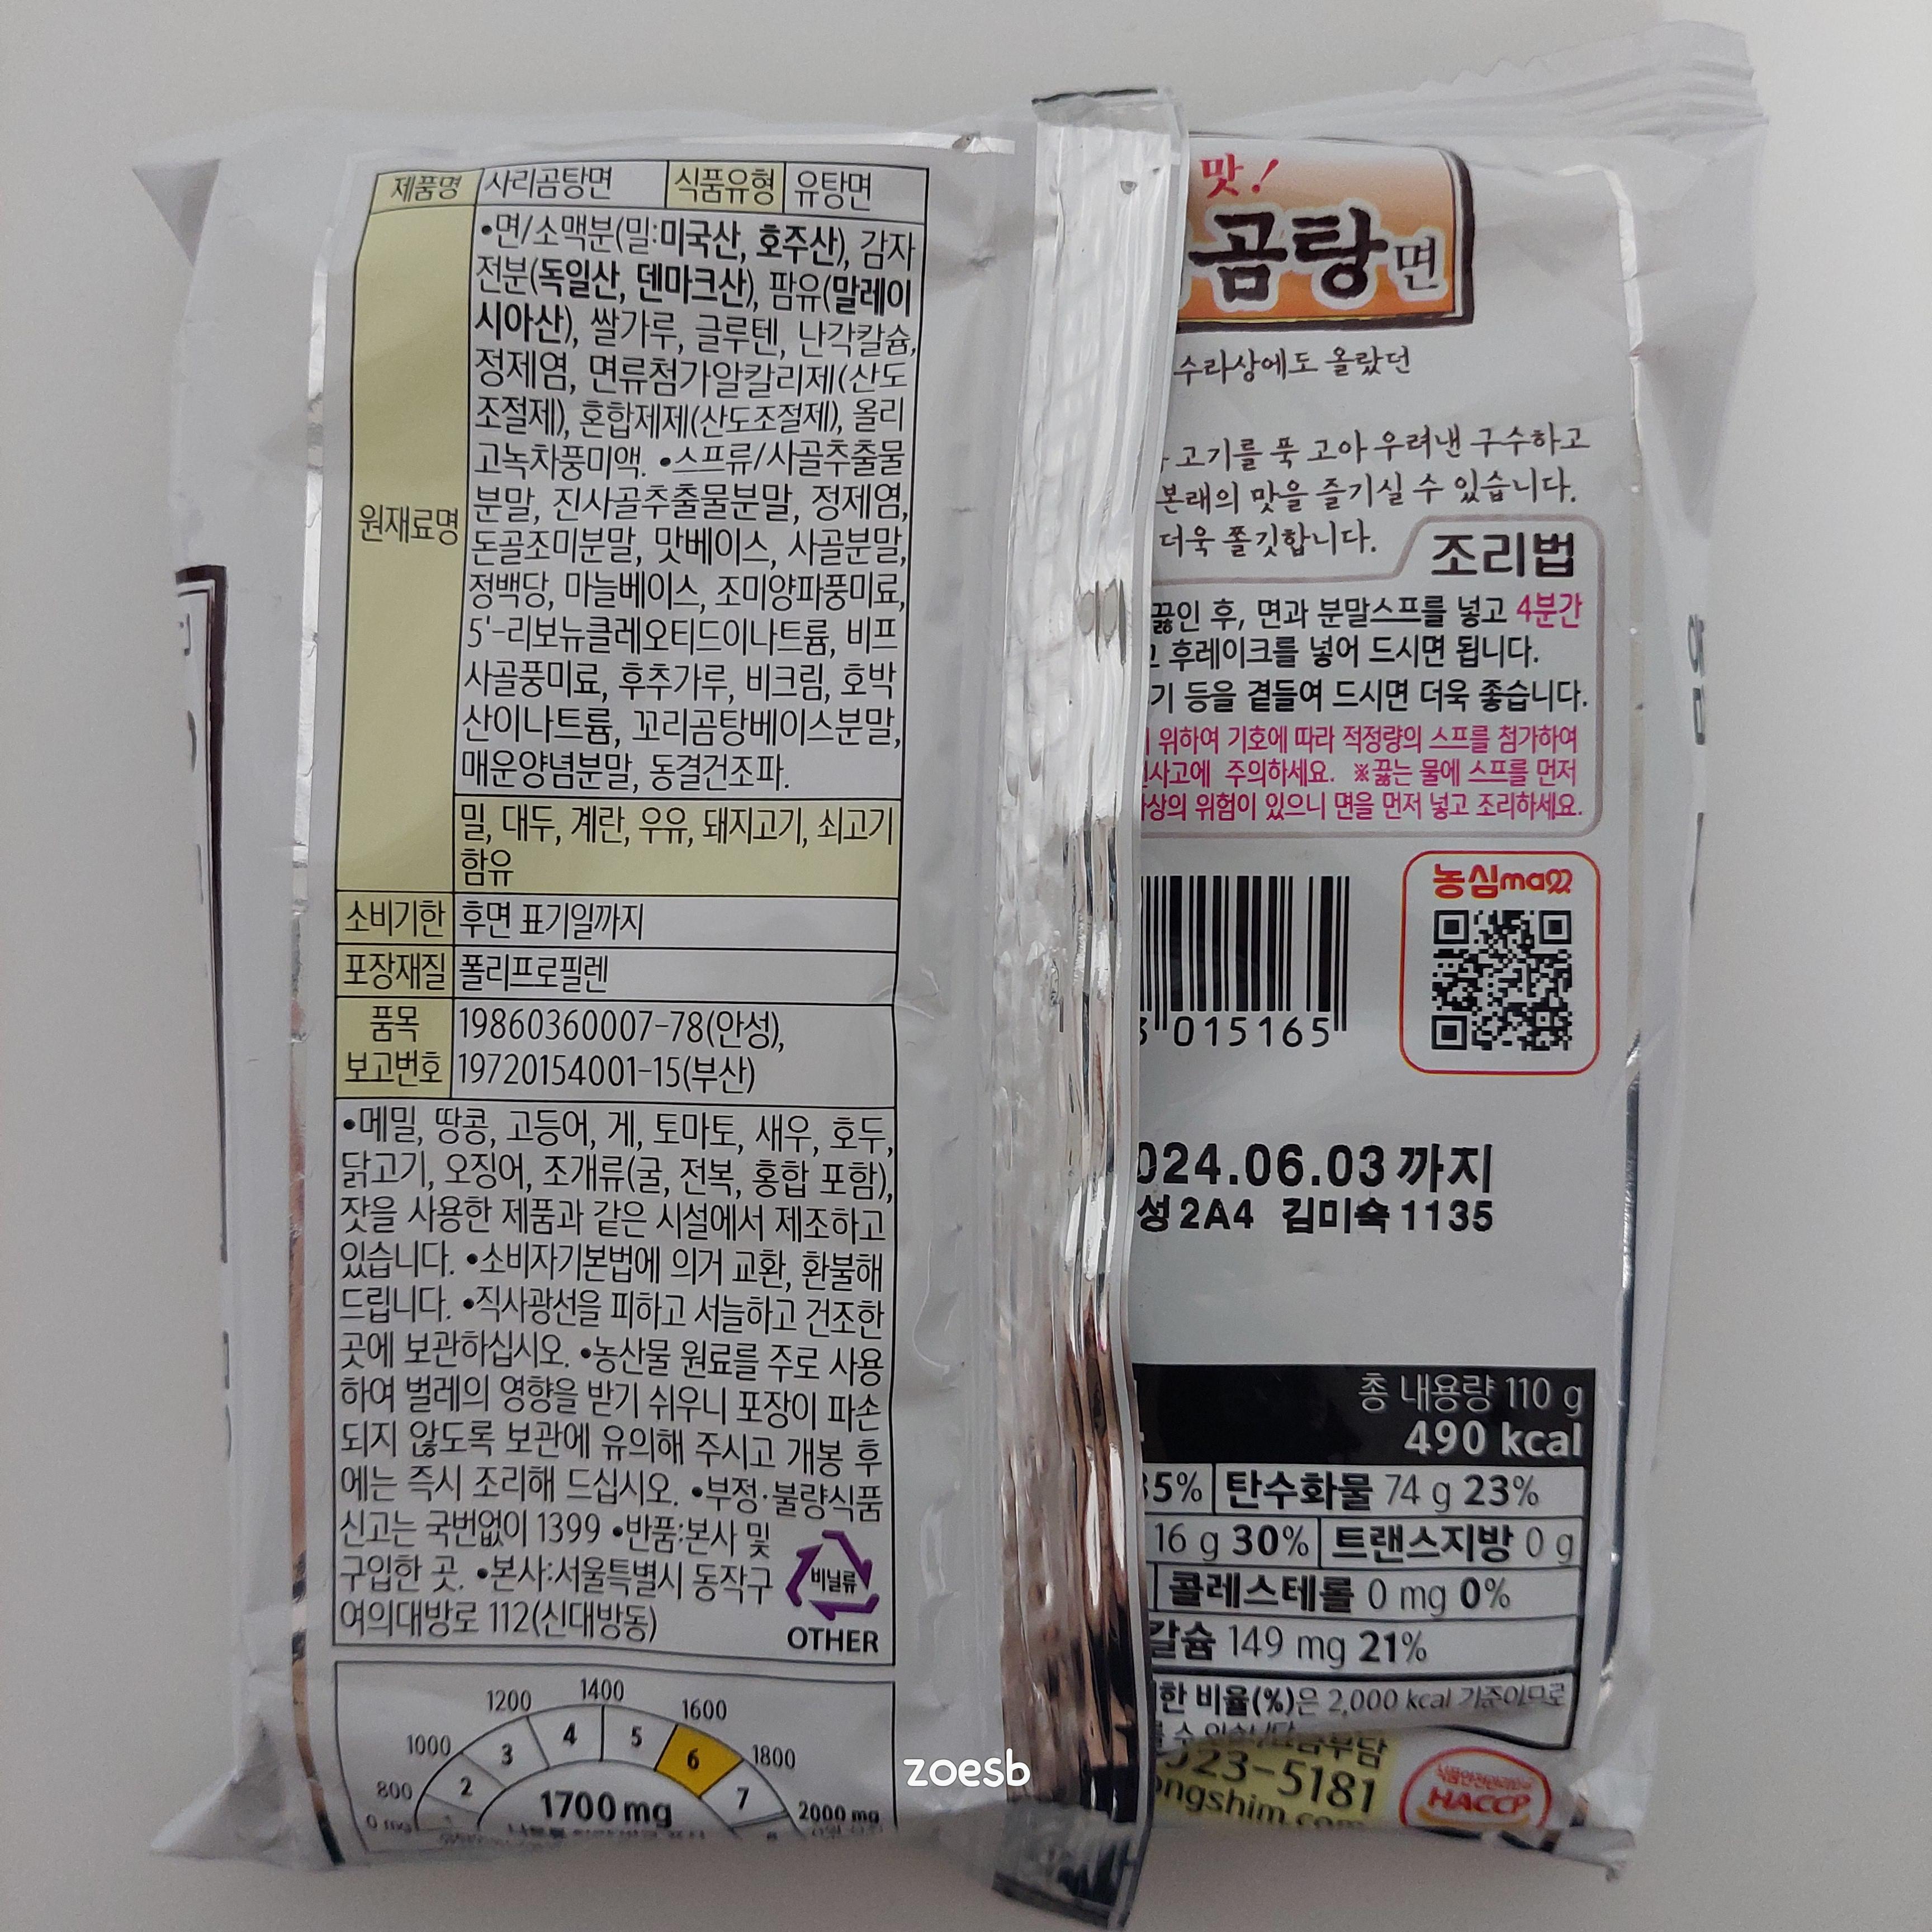 제품명 사리곰탕면 식품유형 유탕면
원재료명
•면/소맥분(밀:미국산, 호주산), 감자
전분(독일산, 덴마크산), 팜유(말레이
시아산), 쌀가루, 글루텐, 난각칼슘,
정제염, 면류첨가알칼리제(산도
조절제), 혼합제제(산도조절제), 올리
고녹차풍미액. •스프류/사골추출물
분말, 진사골추출물분말, 정제염,
돈골조미분말, 맛베이스, 사골분말,
정백당, 마늘베이스, 조미양파풍미료,
5'-리보뉴클레오티드이나트륨, 비프
사골풍미료, 후추가루, 비크림, 호박
산이나트륨, 꼬리곰탕베이스분말,
매운양념분말, 동결건조파.
밀, 대두, 계란, 우유, 돼지고기, 쇠고기
함유
소비기한 후면 표기일까지
포장재질 폴리프로필렌
품목
보고번호
19860360007-78(안성),
19720154001-15(부산)
•메밀, 땅콩, 고등어, 게, 토마토, 새우, 호두,
닭고기, 오징어, 조개류(굴, 전복, 홍합 포함),
잣을 사용한 제품과 같은 시설에서 제조하고
있습니다. •소비자기본법에 의거 교환, 환불해
드립니다. •직사광선을 피하고 서늘하고 건조한
곳에 보관하십시오. •농산물 원료를 주로 사용
하여 벌레의 영향을 받기 쉬우니 포장이 파손
되지 않도록 보관에 유의해 주시고 개봉 후
에는 즉시 조리해 드십시오. •부정·불량식품
신고는 국번없이 1399 •반품:본사 및
구입한 곳. •본사:서울특별시 동작구
여의대방로 112(신대방동)
비닐류
OTHER
0 mg 800 1000 1200 1400 1600 1800 2000 mg
2 3 4 5 6 7
1700 mg
맛!
곰탕면
수라상에도 올랐던
고기를 푹 고아 우려낸 구수하고
본래의 맛을 즐기실 수 있습니다.
더욱 쫄깃합니다.
조리법
끓인 후, 면과 분말스프를 넣고 4분간
후레이크를 넣어 드시면 됩니다.
기 등을 곁들여 드시면 더욱 좋습니다.
위하여 기호에 따라 적정량의 스프를 첨가하여
사고에 주의하세요. ※끓는 물에 스프를 먼저
상의 위험이 있으니 면을 먼저 넣고 조리하세요.
농심mall
015165
024.06.03까지
성 2A4 김미숙 1135
총 내용량 110 g
490 kcal
5% 탄수화물 74 g 23%
16 g 30% 트랜스지방 0 g
콜레스테롤 0 mg 0%
칼슘 149 mg 21%
한 비율(%)은 2,000 kcal 기준이므로
금부담
023-5181
ongshim.com
HACCP
zoesb